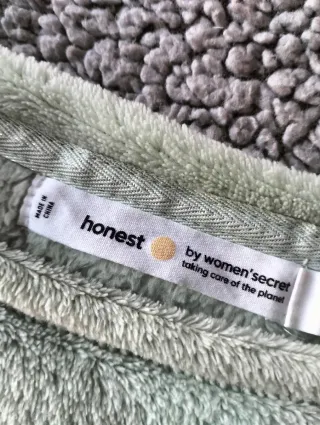 MADE IN
CHINA
honest
by women'secret
taking care of the planet